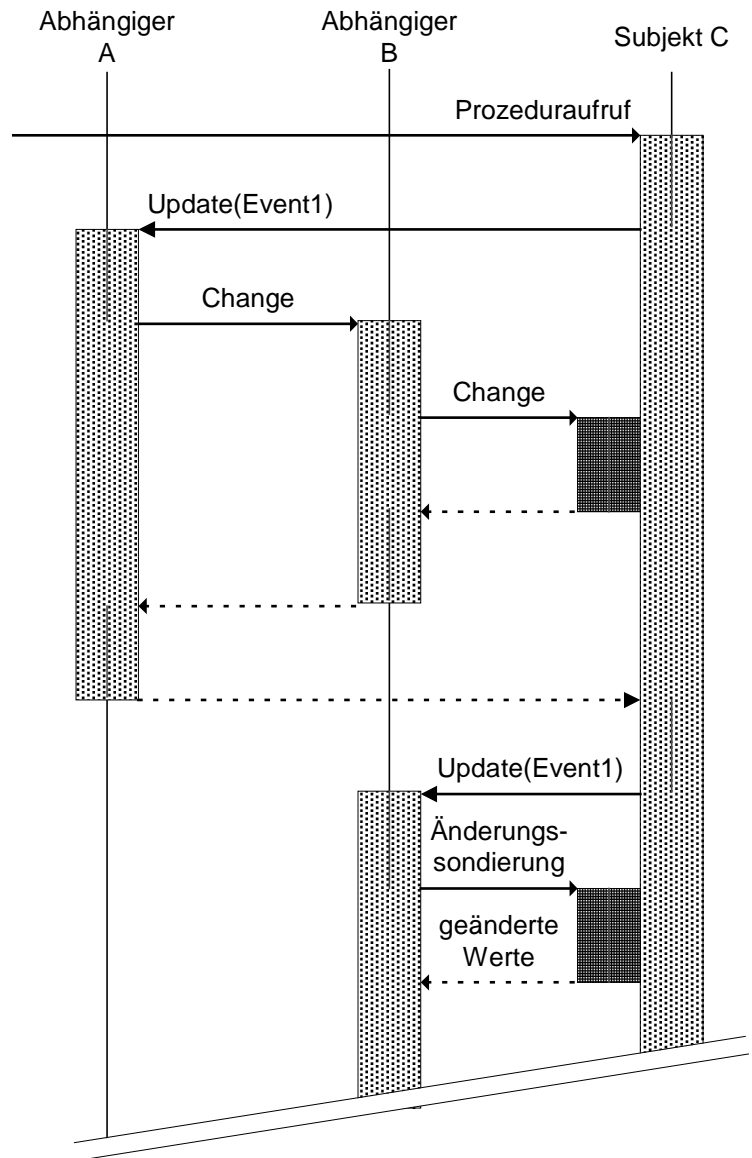 Abhängiger
A
Abhängiger
B
Subjekt C
Prozeduraufruf
Update(Event1)
Change
Change
Update(Event1)
Änderungs-
sondierung
geänderte
Werte